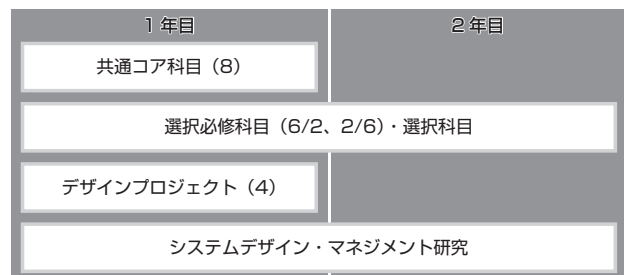 1年目
2年目
共通コア科目（8）
選択必修科目（6/2、2/6）・選択科目
デザインプロジェクト（4）
システムデザイン・マネジメント研究